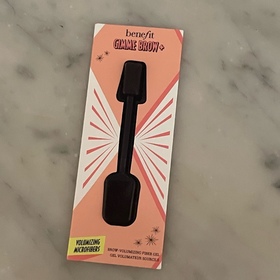 benefit
GIMME BROW+
VOLUMIZING
MICROFIBERS
BROW-VOLUMIZING FIBER GEL
GEL VOLUMATEUR SOURCILS